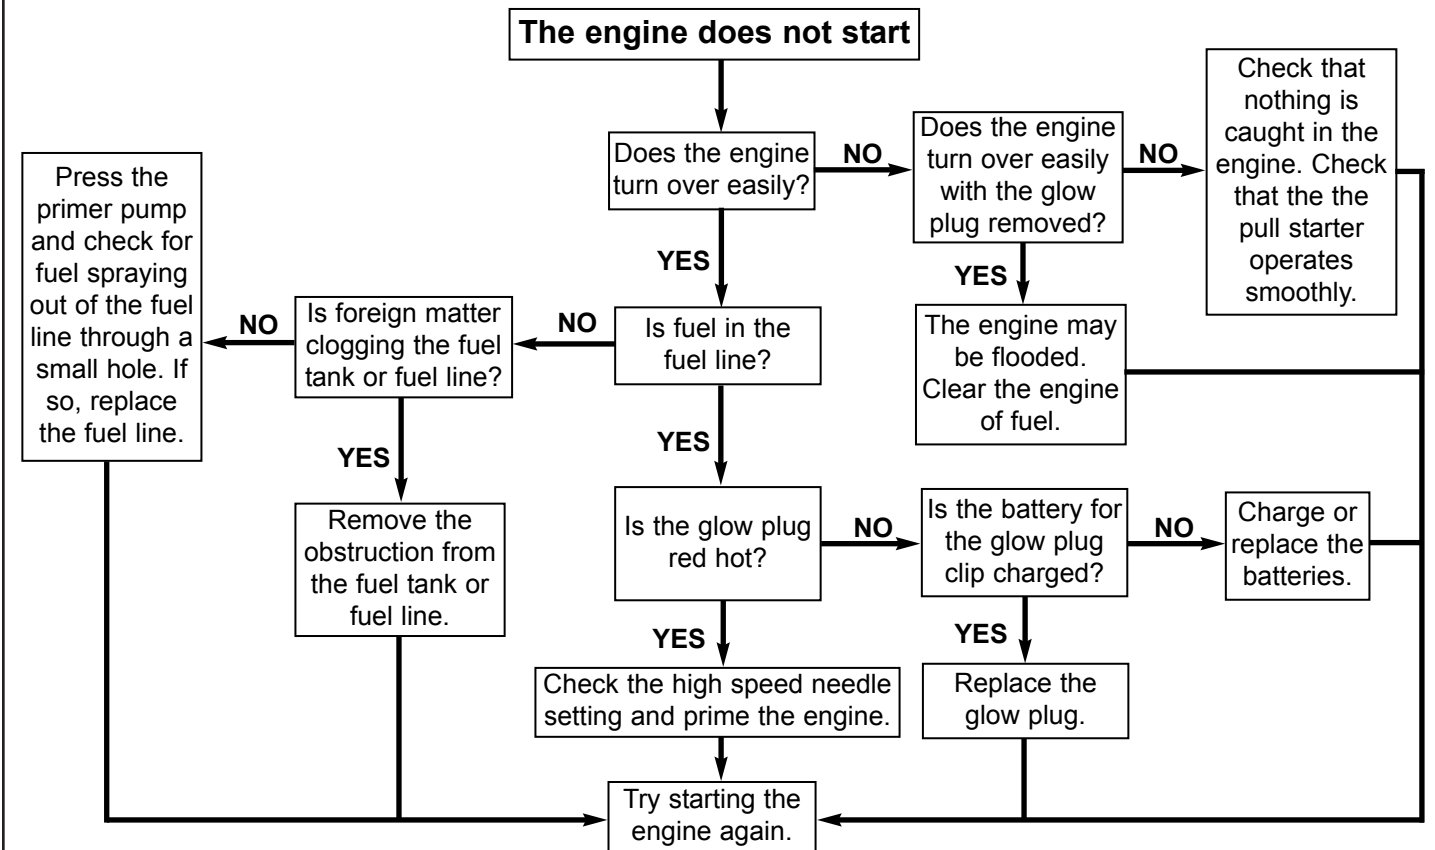 The engine does not start
Does the engine
turn over easily?
NO
Does the engine
turn over easily
with the glow
plug removed?
NO
Check that
nothing is
caught in the
engine. Check
that the the
pull starter
operates
smoothly.
YES
YES
The engine may
be flooded.
Clear the engine
of fuel.
Is fuel in the
fuel line?
NO
Is foreign matter
clogging the fuel
tank or fuel line?
NO
Press the
primer pump
and check for
fuel spraying
out of the fuel
line through a
small hole. If
so, replace
the fuel line.
YES
Remove the
obstruction from
the fuel tank or
fuel line.
YES
Is the glow plug
red hot?
NO
Is the battery for
the glow plug
clip charged?
NO
Charge or
replace the
batteries.
YES
Check the high speed needle
setting and prime the engine.
YES
Replace the
glow plug.
Try starting the
engine again.